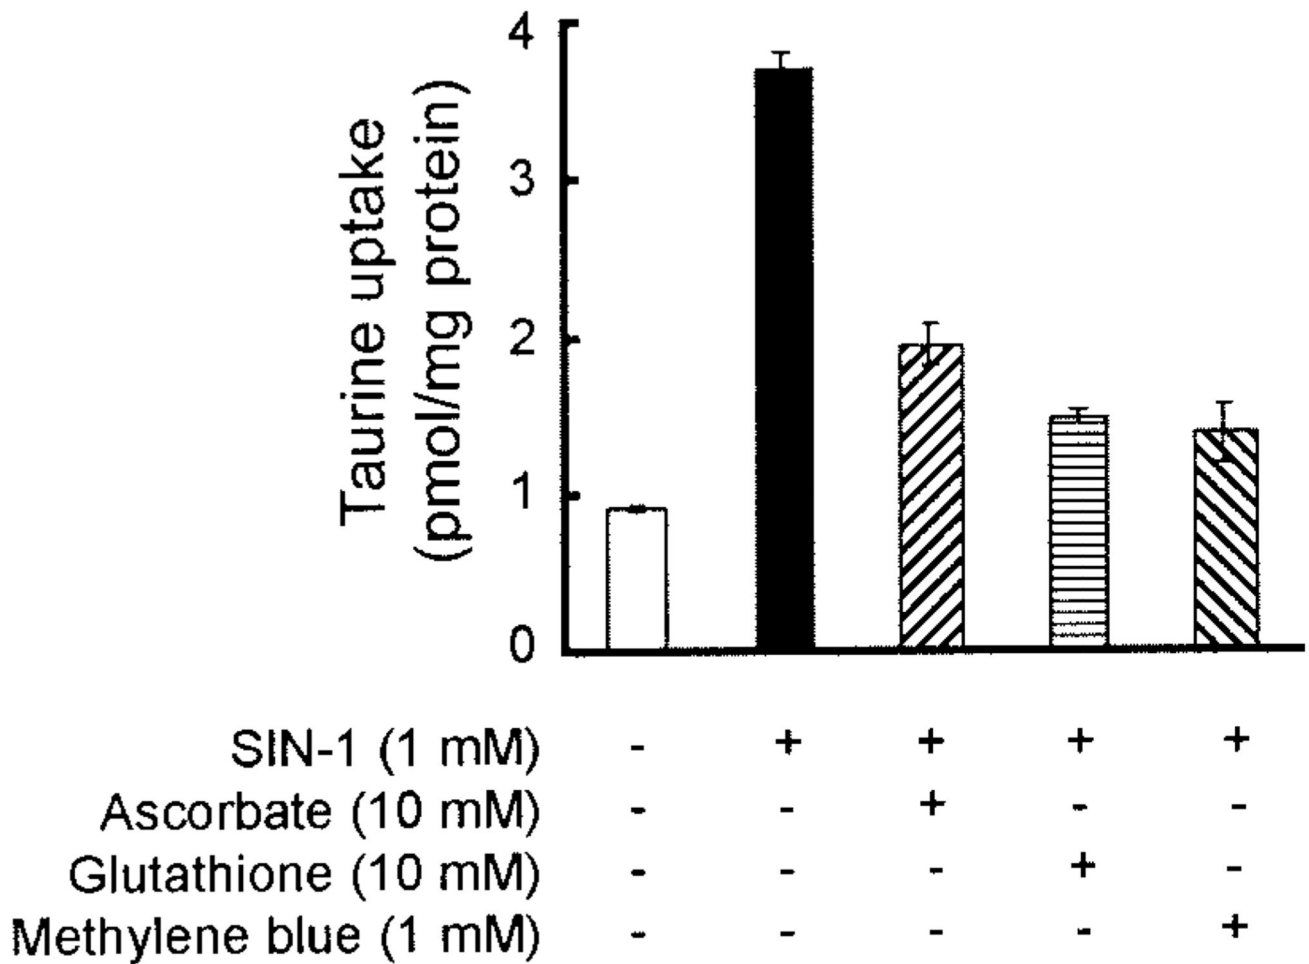 Taurine uptake
(pmol/mg protein)
4
3
2
1
0
SIN-1 (1 mM) - + + + +
Ascorbate (10 mM) - - + - -
Glutathione (10 mM) - - - + -
Methylene blue (1 mM) - - - - +